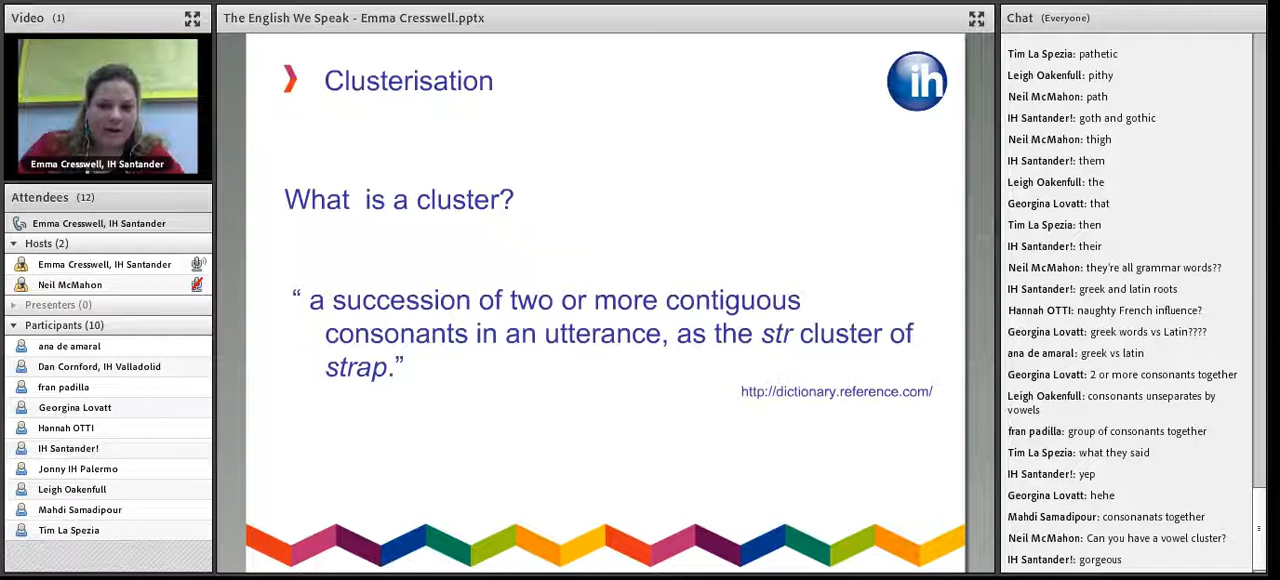 Video (1)
Emma Cresswell, IH Santander
Attendees (12)
Emma Cresswell, IH Santander
Hosts (2)
Emma Cresswell, IH Santander
Neil McMahon
Presenters (0)
Participants (10)
ana de amaral
Dan Cornford, IH Valladolid
fran padilla
Georgina Lovatt
Hannah OTTI
IH Santander!
Jonny IH Palermo
Leigh Oakenfull
Mahdi Samadipour
Tim La Spezia
The English We Speak - Emma Cresswell.pptx
Clusterisation
ih
What is a cluster?
“ a succession of two or more contiguous
consonants in an utterance, as the str cluster of
strap.”
http://dictionary.reference.com/
Chat (Everyone)
Tim La Spezia: pathetic
Leigh Oakenfull: pithy
Neil McMahon: path
IH Santander!: goth and gothic
Neil McMahon: thigh
IH Santander!: them
Leigh Oakenfull: the
Georgina Lovatt: that
Tim La Spezia: then
IH Santander!: their
Neil McMahon: they're all grammar words??
IH Santander!: greek and latin roots
Hannah OTTI: naughty French influence?
Georgina Lovatt: greek words vs Latin????
ana de amaral: greek vs latin
Georgina Lovatt: 2 or more consonants together
Leigh Oakenfull: consonants unseparates by
vowels
fran padilla: group of consonants together
Tim La Spezia: what they said
IH Santander!: yep
Georgina Lovatt: hehe
Mahdi Samadipour: consonanats together
Neil McMahon: Can you have a vowel cluster?
IH Santander!: gorgeous